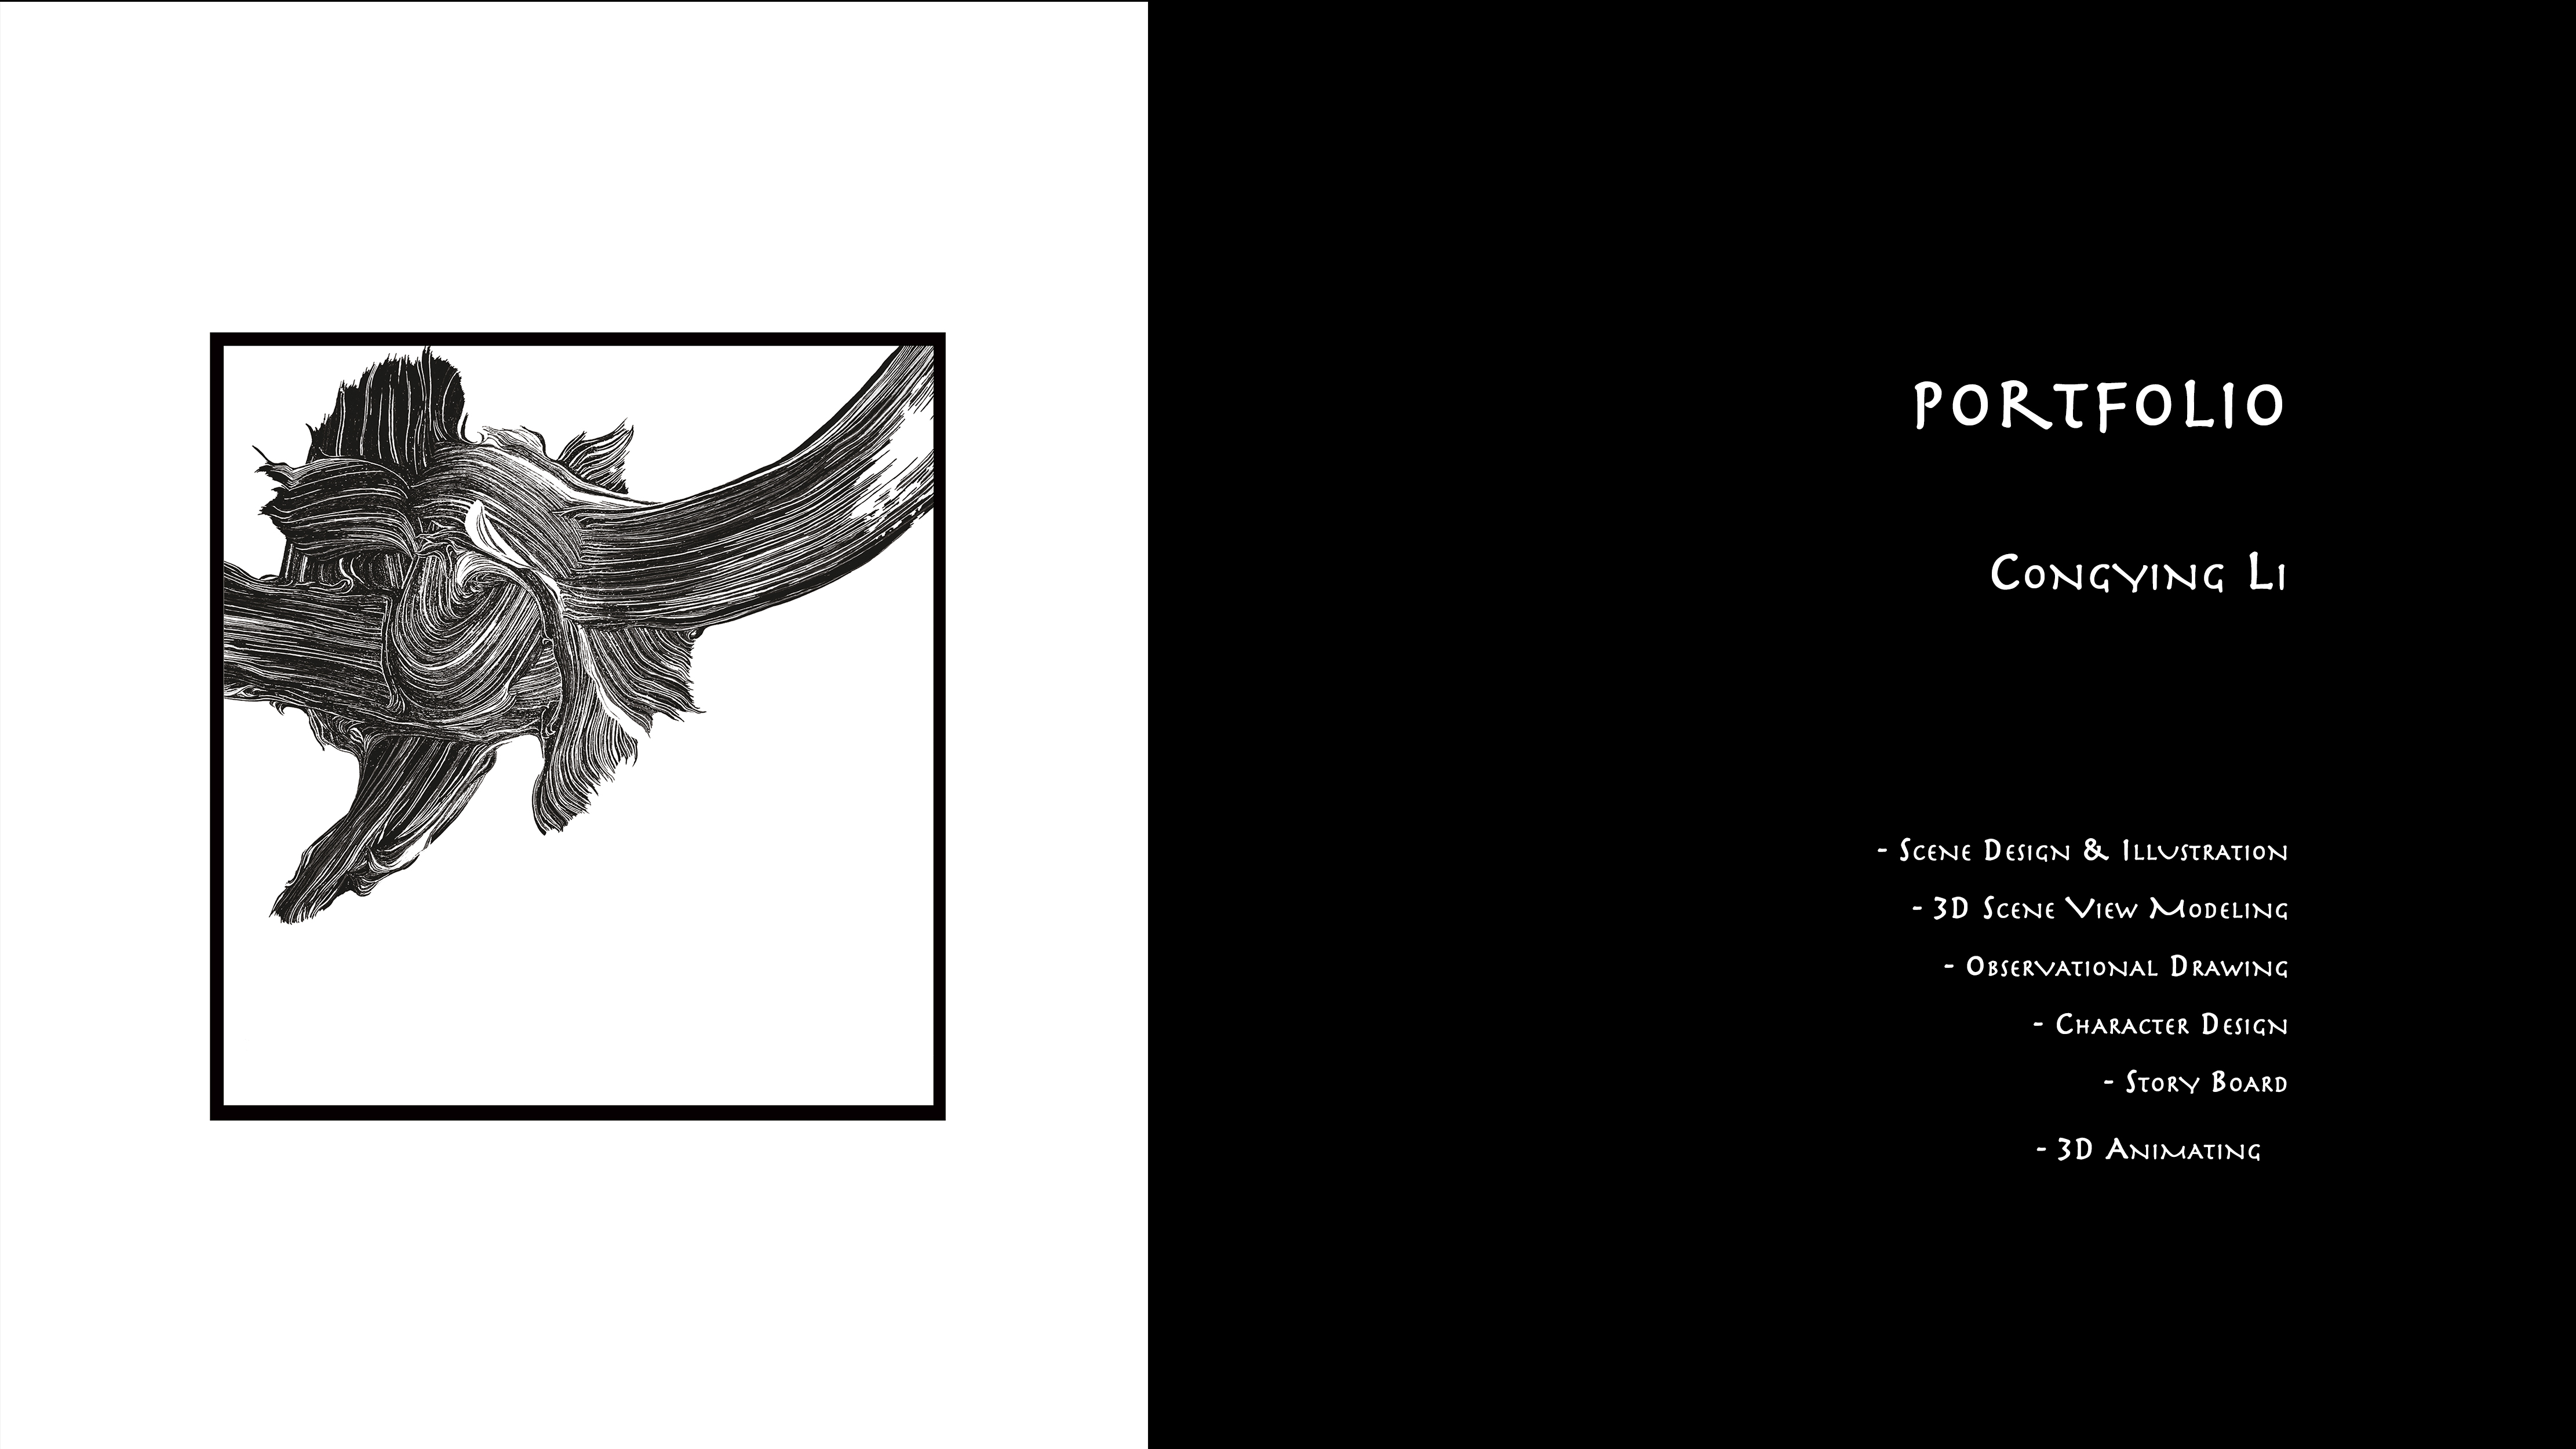 PORTFOLIO
Congying Li
- Scene Design & Illustration
- 3D Scene View Modeling
- Observational Drawing
- Character Design
- Story Board
- 3D Animating